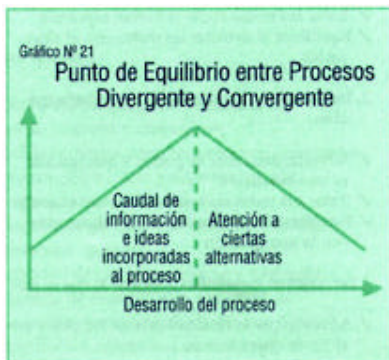 Gráfico Nº 21
Punto de Equilibrio entre Procesos
Divergente y Convergente
Caudal de
información
e ideas
incorporadas
al proceso
Atención a
ciertas
alternativas
Desarrollo del proceso